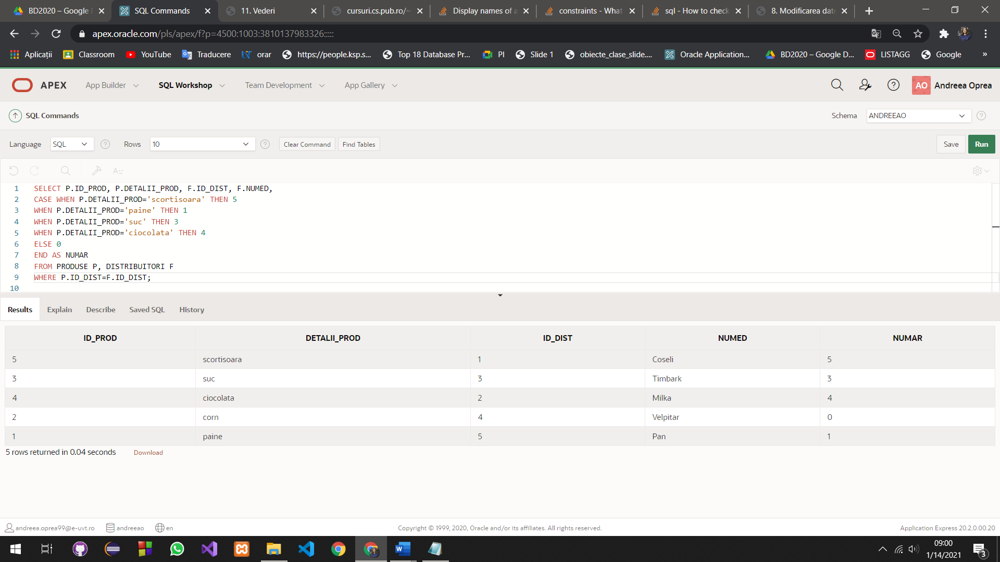 BD2020 – Google
SQL Commands
11. Vederi
cursuri.cs.pub.ro/~
Display names of a
constraints - What
sql - How to check
8. Modificarea date
apex.oracle.com/pls/apex/f?p=4500:1003:3810137983326:::::
Aplicații
Classroom
YouTube
Traducere
orar
https://people.ksp.s...
Top 18 Database Pr...
PI
Slide 1
obiecte_clase_slide....
Oracle Application...
BD2020 – Google D...
LISTAGG
Google
»
APEX
App Builder
SQL Workshop
Team Development
App Gallery
AO
Andreea Oprea
SQL Commands
Schema
ANDREEAO
Language
SQL
Rows
10
Clear Command
Find Tables
Save
Run
1 SELECT P.ID_PROD, P.DETALII_PROD, F.ID_DIST, F.NUMED,
2 CASE WHEN P.DETALII_PROD='scortisoara' THEN 5
3 WHEN P.DETALII_PROD='paine' THEN 1
4 WHEN P.DETALII_PROD='suc' THEN 3
5 WHEN P.DETALII_PROD='ciocolata' THEN 4
6 ELSE 0
7 END AS NUMAR
8 FROM PRODUSE P, DISTRIBUITORI F
9 WHERE P.ID_DIST=F.ID_DIST;
10
Results
Explain
Describe
Saved SQL
History
ID_PROD DETALII_PROD ID_DIST NUMED NUMAR
5 scortisoara 1 Coseli 5
3 suc 3 Timbark 3
4 ciocolata 2 Milka 4
2 corn 4 Velpitar 0
1 paine 5 Pan 1
5 rows returned in 0.04 seconds
Download
andreea.oprea99@e-uvt.ro
andreeao
en
Copyright © 1999, 2020, Oracle and/or its affiliates. All rights reserved.
Application Express 20.2.0.00.20
09:00
1/14/2021
3